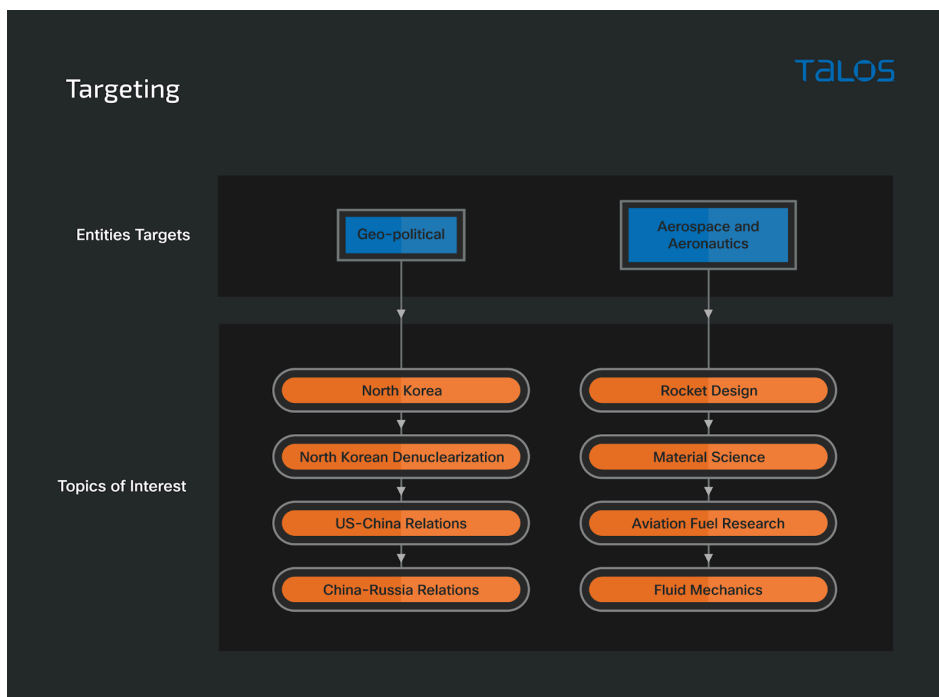 TALOS
Targeting
Entities Targets
Geo-political
Aerospace and
Aeronautics
Topics of Interest
North Korea
North Korean Denuclearization
US-China Relations
China-Russia Relations
Rocket Design
Material Science
Aviation Fuel Research
Fluid Mechanics